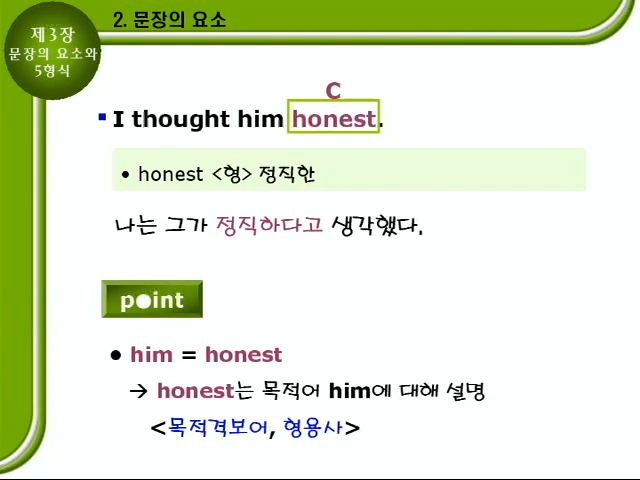 2. 문장의 요소
제3장
문장의 요소와
5형식
C
I thought him honest.
• honest <형> 정직한
나는 그가 정직하다고 생각했다.
point
• him = honest
→ honest는 목적어 him에 대해 설명
<목적격보어, 형용사>